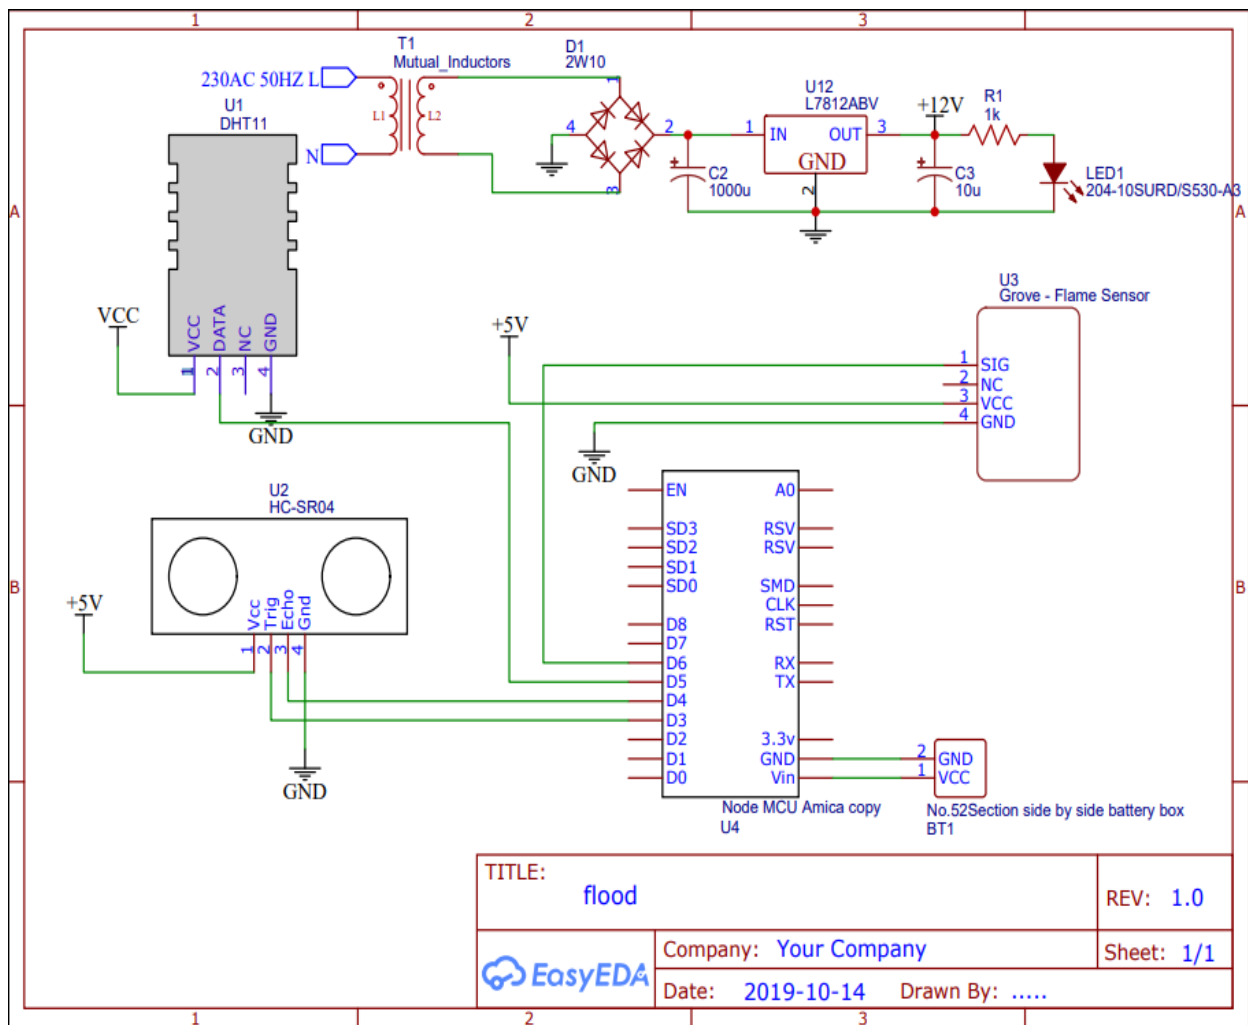 1 2 3
T1
Mutual_Inductors
D1
2W10
230AC 50HZ L
N
L1
L2
1
4
2
3
U12
L7812ABV
1
IN
OUT
3
GND
2
+12V
R1
1k
C2
1000u
C3
10u
LED1
204-10SURD/S530-A3
A
A
U1
DHT11
VCC
VCC
DATA
NC
GND
1
2
3
4
GND
+5V
U3
Grove - Flame Sensor
1 SIG
2 NC
3 VCC
4 GND
GND
U2
HC-SR04
+5V
Vcc
Trig
Echo
Gnd
1
2
3
4
GND
B
B
EN
SD3
SD2
SD1
SD0
D8
D7
D6
D5
D4
D3
D2
D1
D0
A0
RSV
RSV
SMD
CLK
RST
RX
TX
3.3v
GND
Vin
Node MCU Amica copy
U4
2 GND
1 VCC
No.52Section side by side battery box
BT1
TITLE:
flood
REV: 1.0
EasyEDA
Company: Your Company
Sheet: 1/1
Date: 2019-10-14 Drawn By: .....
1 2 3